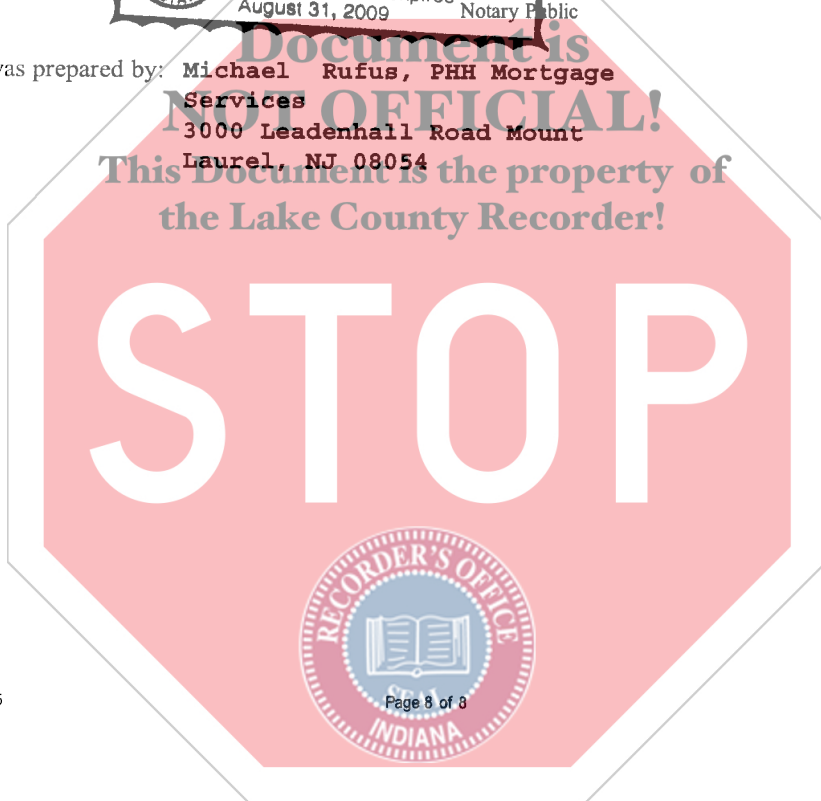 August 31, 2009
Notary Public
Document is
was prepared by: Michael Rufus, PHH Mortgage
Services
NOT OFFICIAL!
3000 Leadenhall Road Mount
Laurel, NJ 08054
This Document is the property of
the Lake County Recorder!
STOP
RECORDER'S OFFICE
SEAL
Page 8 of 8
INDIANA